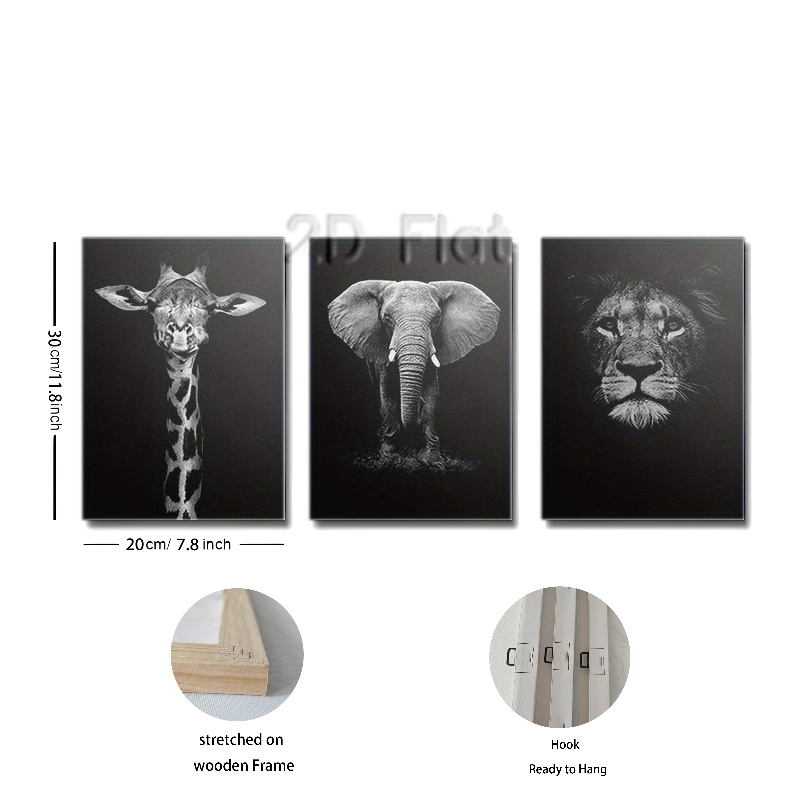 2D Flat
30cm/11.8inch
20cm/ 7.8 inch
stretched on
wooden Frame
Hook
Ready to Hang